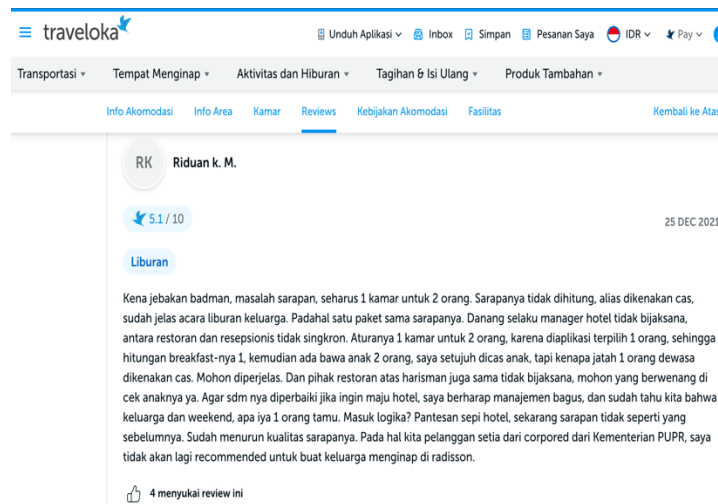 traveloka
Unduh Aplikasi Inbox Simpan Pesanan Saya IDR Pay
Transportasi Tempat Menginap Aktivitas dan Hiburan Tagihan & Isi Ulang Produk Tambahan
Info Akomodasi Info Area Kamar Reviews Kebijakan Akomodasi Fasilitas Kembali ke Atas
RK Riduan k. M.
5.1 / 10 25 DEC 2021
Liburan
Kena jebakan badman, masalah sarapan, seharus 1 kamar untuk 2 orang. Sarapanya tidak dihitung, alias dikenakan cas,
sudah jelas acara liburan keluarga. Padahal satu paket sama sarapanya. Danang selaku manager hotel tidak bijaksana,
antara restoran dan resepsionis tidak singkron. Aturanya 1 kamar untuk 2 orang, karena diaplikasi terpilih 1 orang, sehingga
hitungan breakfast-nya 1, kemudian ada bawa anak 2 orang, saya setujuh dicas anak, tapi kenapa jatah 1 orang dewasa
dikenakan cas. Mohon diperjelas. Dan pihak restoran atas harisman juga sama tidak bijaksana, mohon yang berwenang di
cek anaknya ya. Agar sdm nya diperbaiki jika ingin maju hotel, saya berharap manajemen bagus, dan sudah tahu kita bahwa
keluarga dan weekend, apa iya 1 orang tamu. Masuk logika? Pantesan sepi hotel, sekarang sarapan tidak seperti yang
sebelumnya. Sudah menurun kualitas sarapanya. Pada hal kita pelanggan setia dari corpored dari Kementerian PUPR, saya
tidak akan lagi recommended untuk buat keluarga menginap di radisson.
4 menyukai review ini